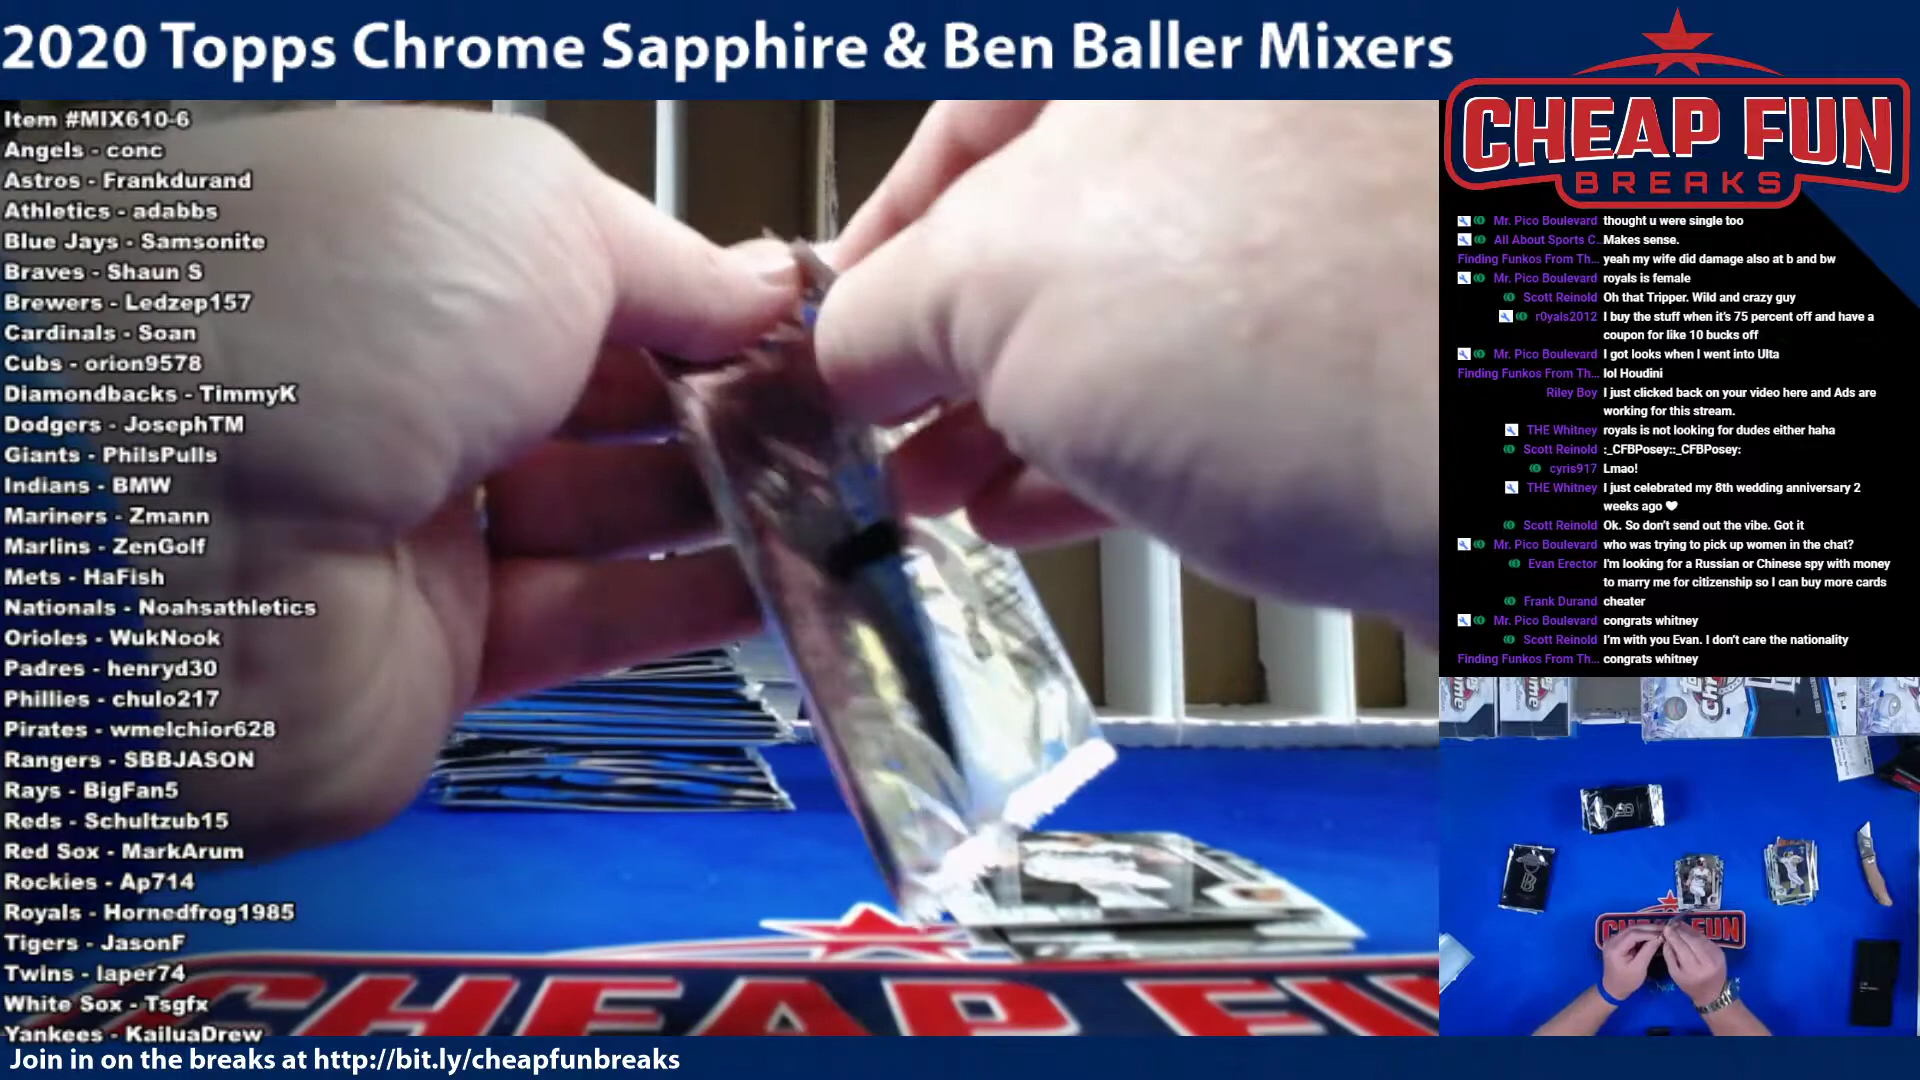 2020 Topps Chrome Sapphire & Ben Baller Mixers
CHEAP FUN
BREAKS
Item #MIX610-6
Angels - conc
Astros - Frankdurand
Athletics - adabbs
Blue Jays - Samsonite
Braves - Shaun S
Brewers - Ledzep157
Cardinals - Soan
Cubs - orion9578
Diamondbacks - TimmyK
Dodgers - JosephTM
Giants - PhilsPulls
Indians - BMW
Mariners - Zmann
Marlins - ZenGolf
Mets - HaFish
Nationals - Noahsathletics
Orioles - WukNook
Padres - henryd30
Phillies - chulo217
Pirates - wmelchior628
Rangers - SBBJASON
Rays - BigFan5
Reds - Schultzub15
Red Sox - MarkArum
Rockies - Ap714
Royals - Hornedfrog1985
Tigers - JasonF
Twins - laper74
White Sox - Tsgfx
Yankees - KailuaDrew
Mr. Pico Boulevard thought u were single too
All About Sports C... Makes sense.
Finding Funkos From Th... yeah my wife did damage also at b and bw
Mr. Pico Boulevard royals is female
Scott Reinold Oh that Tripper. Wild and crazy guy
r0yals2012 I buy the stuff when it's 75 percent off and have a
coupon for like 10 bucks off
Mr. Pico Boulevard I got looks when I went into Ulta
Finding Funkos From Th... lol Houdini
Riley Boy I just clicked back on your video here and Ads are
working for this stream.
THE Whitney royals is not looking for dudes either haha
Scott Reinold :_CFBPosey::_CFBPosey:
cyris917 Lmao!
THE Whitney I just celebrated my 8th wedding anniversary 2
weeks ago ♥
Scott Reinold Ok. So don't send out the vibe. Got it
Mr. Pico Boulevard who was trying to pick up women in the chat?
Evan Erector I'm looking for a Russian or Chinese spy with money
to marry me for citizenship so I can buy more cards
Frank Durand cheater
Mr. Pico Boulevard congrats whitney
Scott Reinold I'm with you Evan. I don't care the nationality
Finding Funkos From Th... congrats whitney
CHEAP FU
CHEAP FUN
Join in on the breaks at http://bit.ly/cheapfunbreaks